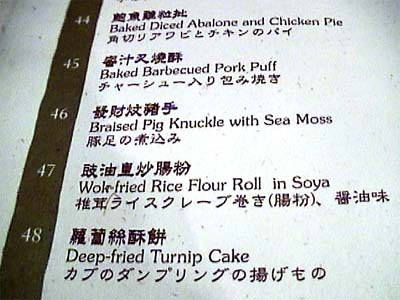 44 鮑魚雞粒批
Baked Diced Abalone and Chicken Pie
角切りアワビとチキンのパイ
45 蜜汁叉燒酥
Baked Barbecued Pork Puff
チャーシュー入り包み焼き
46 發財炆豬手
Braised Pig Knuckle with Sea Moss
豚足の煮込み
47 豉油皇炒腸粉
Wok-fried Rice Flour Roll in Soya
椎茸ライスクレープ巻き(腸粉)、醤油味
48 蘿蔔絲酥餅
Deep-fried Turnip Cake
カブのダンプリングの揚げもの